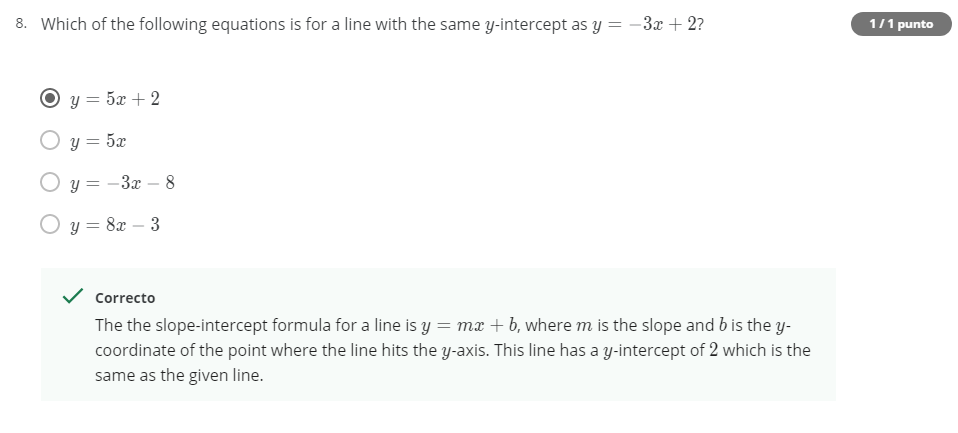 8. Which of the following equations is for a line with the same y-intercept as y = −3x + 2?
1 / 1 punto
y = 5x + 2
y = 5x
y = −3x − 8
y = 8x − 3
Correcto
The the slope-intercept formula for a line is y = mx + b, where m is the slope and b is the y-
coordinate of the point where the line hits the y-axis. This line has a y-intercept of 2 which is the
same as the given line.